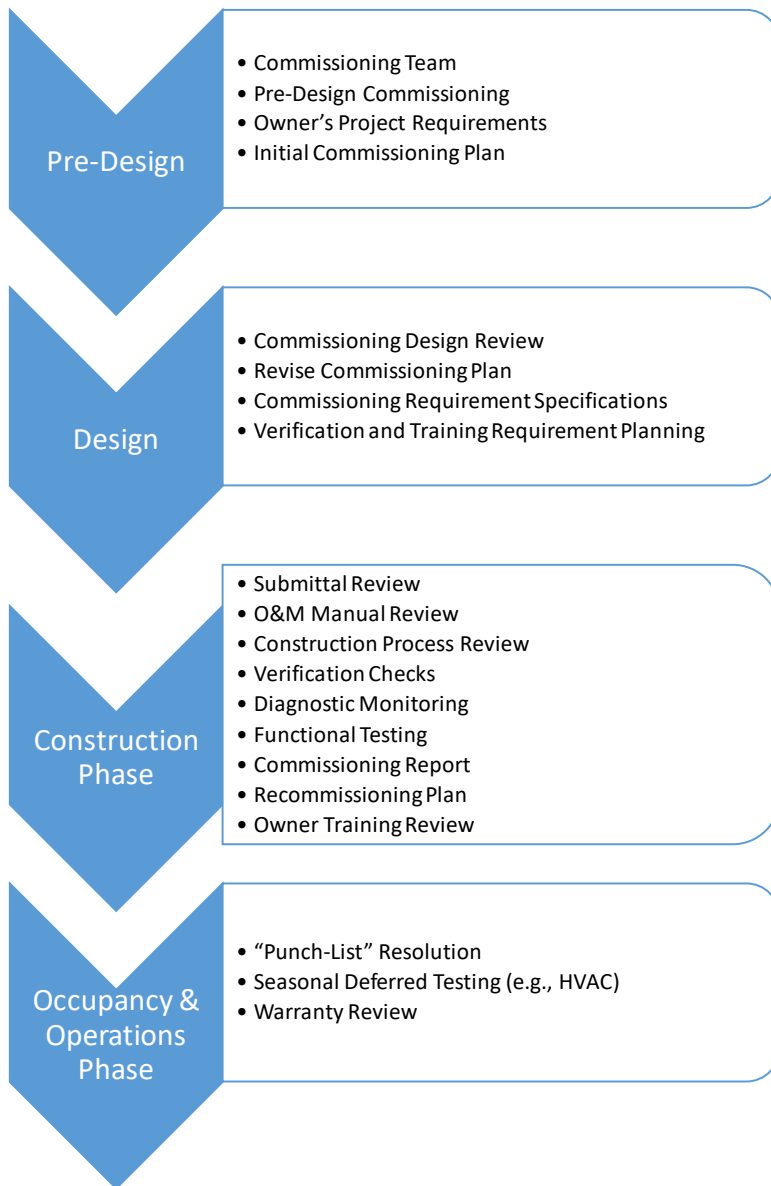 Pre-Design
• Commissioning Team
• Pre-Design Commissioning
• Owner’s Project Requirements
• Initial Commissioning Plan
Design
• Commissioning Design Review
• Revise Commissioning Plan
• Commissioning Requirement Specifications
• Verification and Training Requirement Planning
Construction
Phase
• Submittal Review
• O&M Manual Review
• Construction Process Review
• Verification Checks
• Diagnostic Monitoring
• Functional Testing
• Commissioning Report
• Recommissioning Plan
• Owner Training Review
Occupancy &
Operations
Phase
• “Punch-List” Resolution
• Seasonal Deferred Testing (e.g., HVAC)
• Warranty Review